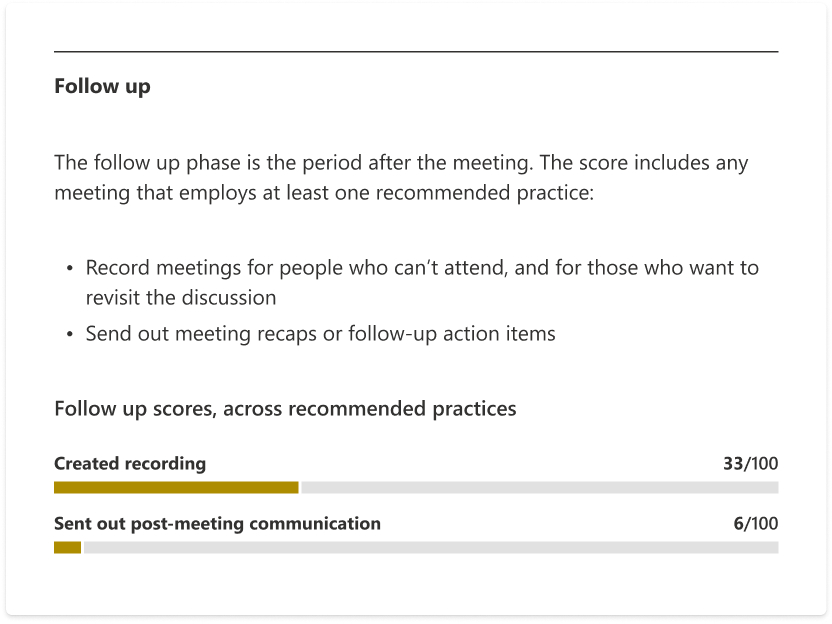 Follow up
The follow up phase is the period after the meeting. The score includes any
meeting that employs at least one recommended practice:
• Record meetings for people who can’t attend, and for those who want to
revisit the discussion
• Send out meeting recaps or follow-up action items
Follow up scores, across recommended practices
Created recording 33/100
Sent out post-meeting communication 6/100